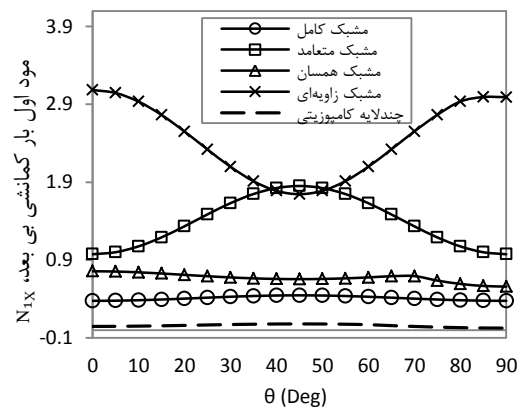 3.9
2.9
1.9
0.9
-0.1
مود اول بار کمانشی بی بعد، N1X
مشبک کامل
مشبک متعامد
مشبک همسان
مشبک زاویه‌ای
چندلایه کامپوزیتی
0 10 20 30 40 50 60 70 80 90
θ (Deg)